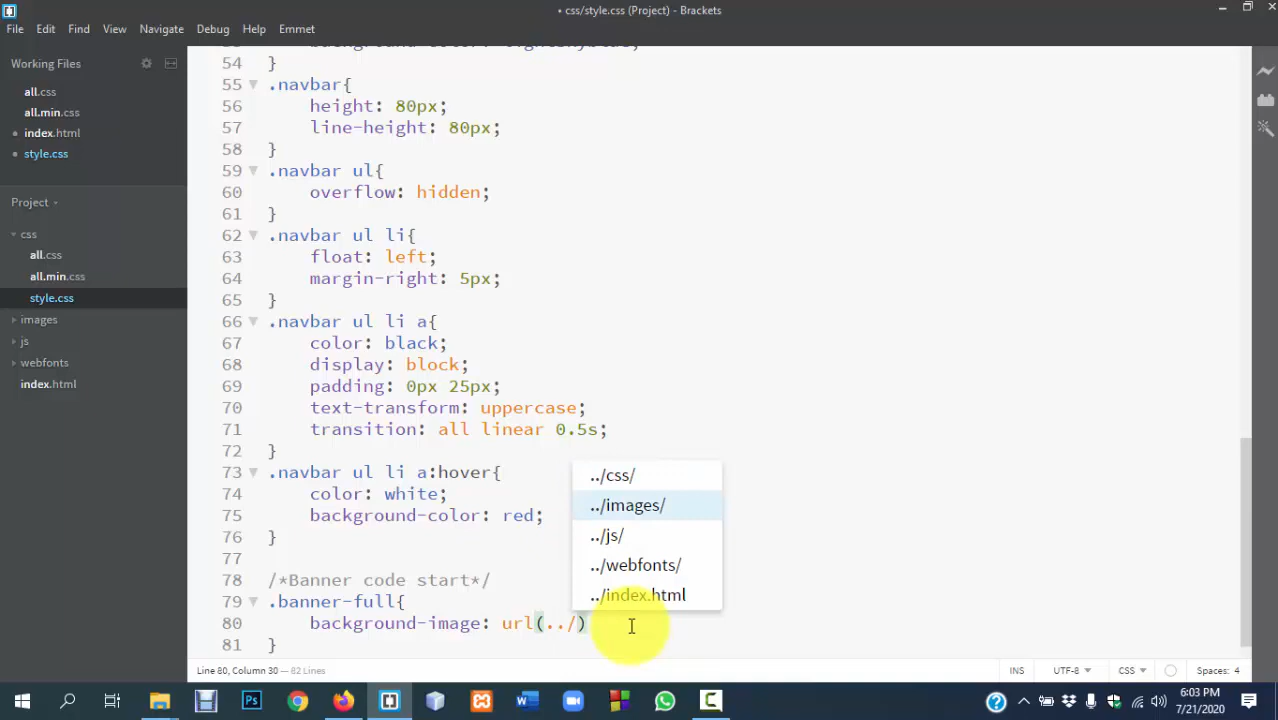 css/style.css (Project) - Brackets
File Edit Find View Navigate Debug Help Emmet
Working Files
all.css
all.min.css
index.html
style.css
Project
css
all.css
all.min.css
style.css
images
js
webfonts
index.html
54 }
55 .navbar{
56 height: 80px;
57 line-height: 80px;
58 }
59 .navbar ul{
60 overflow: hidden;
61 }
62 .navbar ul li{
63 float: left;
64 margin-right: 5px;
65 }
66 .navbar ul li a{
67 color: black;
68 display: block;
69 padding: 0px 25px;
70 text-transform: uppercase;
71 transition: all linear 0.5s;
72 }
73 .navbar ul li a:hover{
74 color: white;
75 background-color: red;
76 }
77
78 /*Banner code start*/
79 .banner-full{
80 background-image: url(../)
81 }
../css/
../images/
../js/
../webfonts/
../index.html
Line 80, Column 30 — 82 Lines
INS UTF-8 CSS Spaces: 4
6:03 PM
7/21/2020